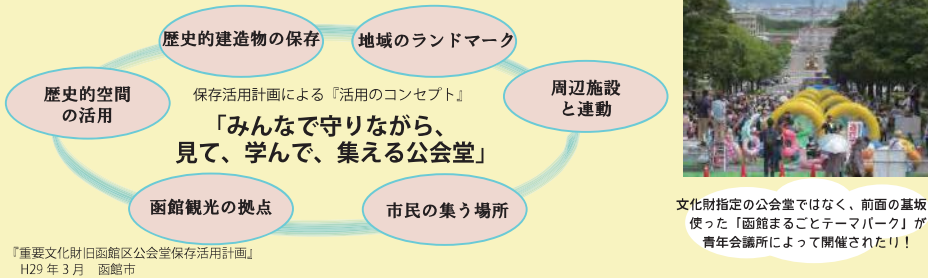 歴史的建造物の保存
地域のランドマーク
歴史的空間
の活用
保存活用計画による『活用のコンセプト』
周辺施設
と連動
「みんなで守りながら、
見て、学んで、集える公会堂」
函館観光の拠点
市民の集う場所
『重要文化財旧函館区公会堂保存活用計画』
H29年3月 函館市
文化財指定の公会堂ではなく、前面の基坂
使った「函館まるごとテーマパーク」が
青年会議所によって開催されたり！